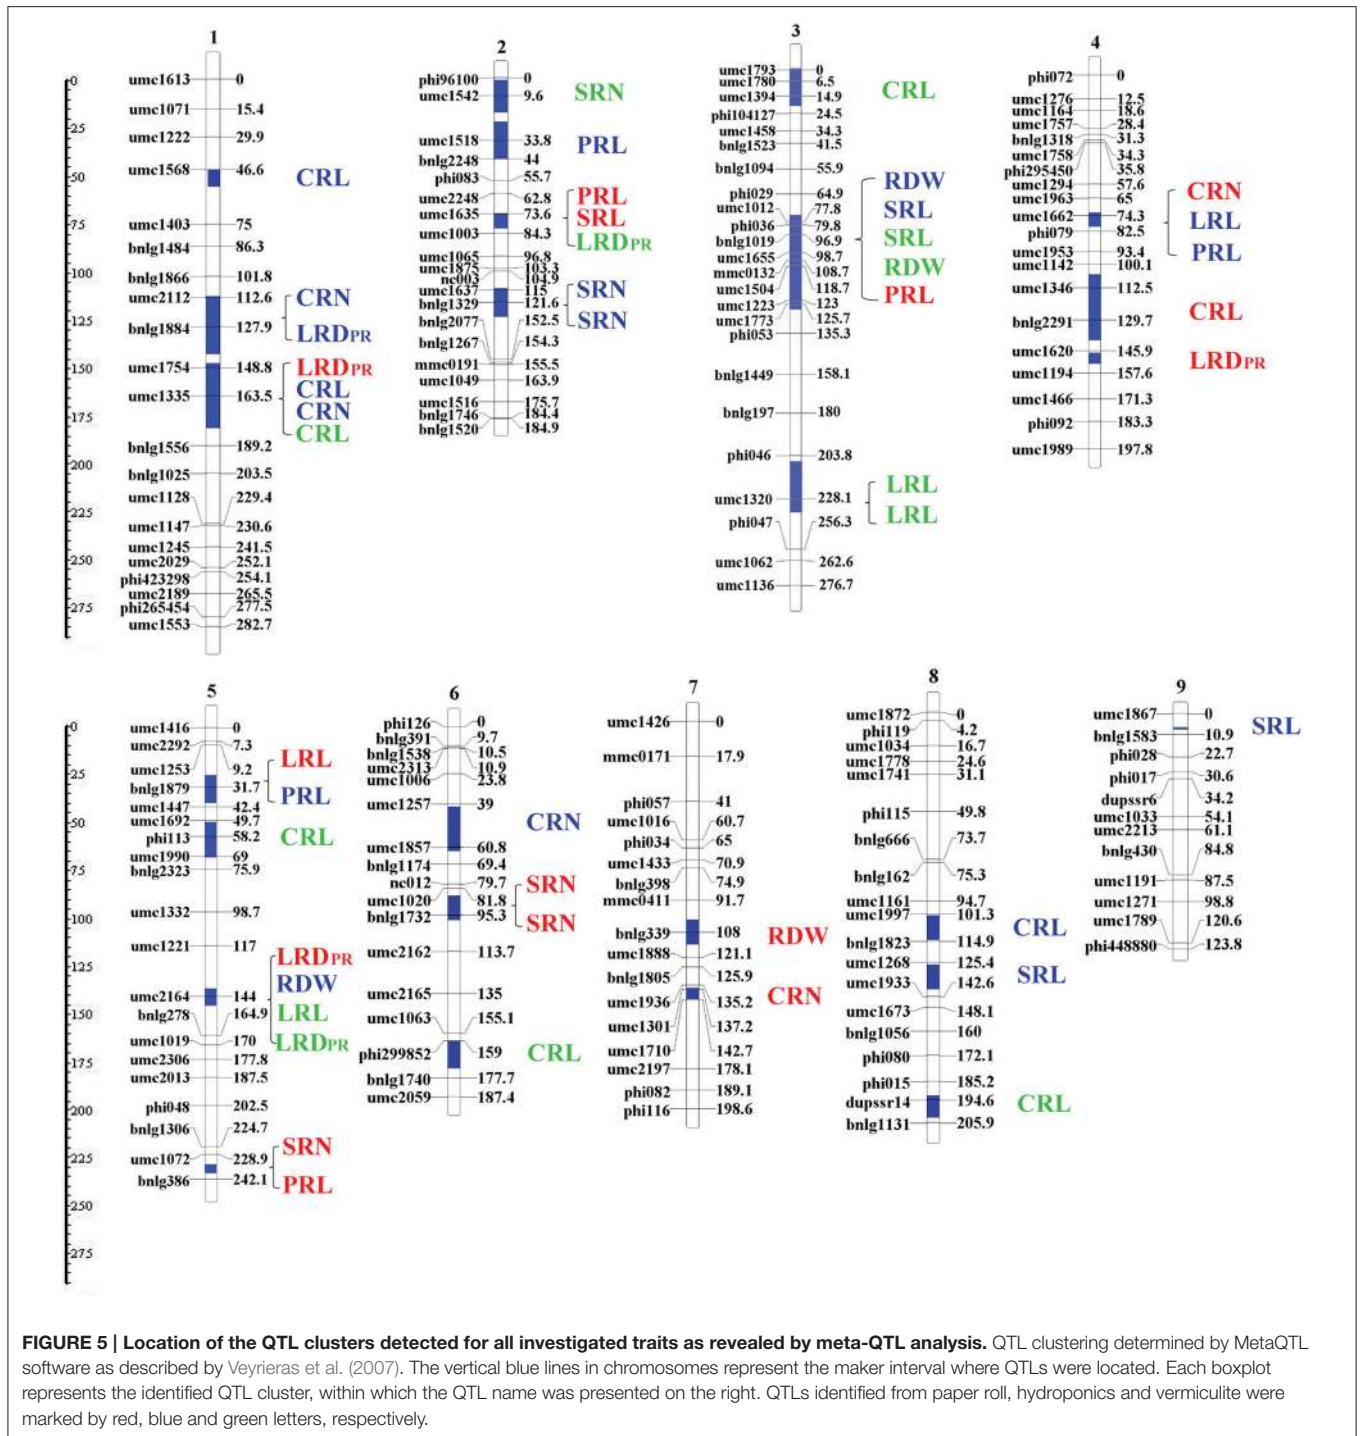 1
umc1613 0
umc1071 15.4
umc1222 29.9
umc1568 46.6
CRL
umc1403 75
bnlg1484 86.3
bnlg1866 101.8
umc2112 112.6
CRN
bnlg1884 127.9
LRDPR
umc1754 148.8
LRDPR
CRL
umc1335 163.5
CRN
CRL
bnlg1556 189.2
bnlg1025 203.5
umc1128 229.4
umc1147 230.6
umc1245 241.5
umc2029 252.1
phi423298 254.1
umc2189 265.5
phi265454 277.5
umc1553 282.7
0
25
50
75
100
125
150
175
200
225
250
275
2
phi96100 0
umc1542 9.6
SRN
umc1518 33.8
PRL
bnlg2248 44
phi083 55.7
umc2248 62.8
PRL
umc1635 73.6
SRL
umc1003 84.3
LRDPR
umc1065 96.8
umc1875 103.3
nc003 104.9
umc1637 115
SRN
bnlg1329 121.6
SRN
bnlg2077 152.5
bnlg1267 154.3
mmc0191 155.5
umc1049 163.9
umc1516 175.7
bnlg1746 184.4
bnlg1520 184.9
3
umc1793 0
umc1780 6.5
umc1394 14.9
CRL
phi104127 24.5
umc1458 34.3
bnlg1523 41.5
bnlg1094 55.9
phi029 64.9
RDW
umc1012 77.8
SRL
phi036 79.8
bnlg1019 96.9
SRL
umc1655 98.7
RDW
mmc0132 108.7
umc1504 118.7
PRL
umc1223 123
umc1773 125.7
phi053 135.3
bnlg1449 158.1
bnlg197 180
phi046 203.8
LRL
umc1320 228.1
LRL
phi047 256.3
umc1062 262.6
umc1136 276.7
4
phi072 0
umc1276 12.5
umc1164 18.6
umc1757 28.4
bnlg1318 31.3
umc1758 34.3
phi295450 35.8
umc1294 57.6
CRN
umc1963 65
umc1662 74.3
LRL
phi079 82.5
umc1953 93.4
PRL
umc1142 100.1
umc1346 112.5
CRL
bnlg2291 129.7
umc1620 145.9
LRDPR
umc1194 157.6
umc1466 171.3
phi092 183.3
umc1989 197.8
5
umc1416 0
umc2292 7.3
umc1253 9.2
LRL
bnlg1879 31.7
PRL
umc1447 42.4
umc1692 49.7
phi113 58.2
CRL
umc1990 69
bnlg2323 75.9
umc1332 98.7
umc1221 117
LRDPR
RDW
umc2164 144
LRL
bnlg278 164.9
umc1019 170
LRDPR
umc2306 177.8
umc2013 187.5
phi048 202.5
bnlg1306 224.7
SRN
umc1072 228.9
bnlg386 242.1
PRL
0
25
50
75
100
125
150
175
200
225
250
275
6
phi126 0
bnlg391 9.7
bnlg1538 10.5
umc2313 10.9
umc1006 23.8
umc1257 39
CRN
umc1857 60.8
bnlg1174 69.4
nc012 79.7
SRN
umc1020 81.8
bnlg1732 95.3
SRN
umc2162 113.7
umc2165 135
umc1063 155.1
phi299852 159
CRL
bnlg1740 177.7
umc2059 187.4
7
umc1426 0
mmc0171 17.9
phi057 41
umc1016 60.7
phi034 65
umc1433 70.9
bnlg398 74.9
mmc0411 91.7
bnlg339 108
RDW
umc1888 121.1
bnlg1805 125.9
umc1936 135.2
CRN
umc1301 137.2
umc1710 142.7
umc2197 178.1
phi082 189.1
phi116 198.6
8
umc1872 0
phi119 4.2
umc1034 16.7
umc1778 24.6
umc1741 31.1
phi115 49.8
bnlg666 73.7
bnlg162 75.3
umc1161 94.7
umc1997 101.3
CRL
bnlg1823 114.9
umc1268 125.4
SRL
umc1933 142.6
umc1673 148.1
bnlg1056 160
phi080 172.1
phi015 185.2
dupssr14 194.6
CRL
bnlg1131 205.9
9
umc1867 0
SRL
bnlg1583 10.9
phi028 22.7
phi017 30.6
dupssr6 34.2
umc1033 54.1
umc2213 61.1
bnlg430 84.8
umc1191 87.5
umc1271 98.8
umc1789 120.6
phi448880 123.8
FIGURE 5 | Location of the QTL clusters detected for all investigated traits as revealed by meta-QTL analysis. QTL clustering determined by MetaQTL
software as described by Veyrieras et al. (2007). The vertical blue lines in chromosomes represent the maker interval where QTLs were located. Each boxplot
represents the identified QTL cluster, within which the QTL name was presented on the right. QTLs identified from paper roll, hydroponics and vermiculite were
marked by red, blue and green letters, respectively.